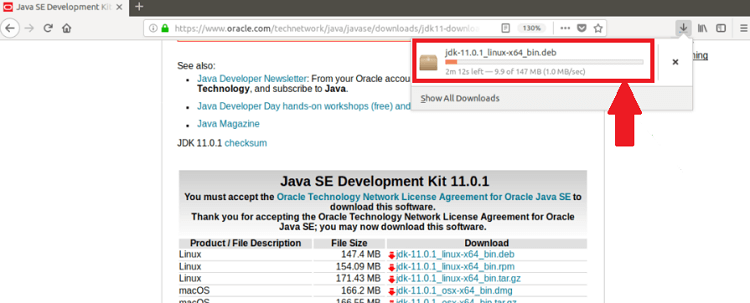 Java SE Development Kit
https://www.oracle.com/technetwork/java/javase/downloads/jdk11-downlo
130%
jdk-11.0.1_linux-x64_bin.deb
2m 12s left — 9.9 of 147 MB (1.0 MB/sec)
Show All Downloads
See also:
Java Developer Newsletter: From your Oracle accou
Technology, and subscribe to Java.
Java Developer Day hands-on workshops (free) and
Java Magazine
JDK 11.0.1 checksum
Java SE Development Kit 11.0.1
You must accept the Oracle Technology Network License Agreement for Oracle Java SE to
download this software.
Thank you for accepting the Oracle Technology Network License Agreement for Oracle
Java SE; you may now download this software.
Product / File Description File Size Download
Linux 147.4 MB jdk-11.0.1_linux-x64_bin.deb
Linux 154.09 MB jdk-11.0.1_linux-x64_bin.rpm
Linux 171.43 MB jdk-11.0.1_linux-x64_bin.tar.gz
macOS 166.2 MB jdk-11.0.1_osx-x64_bin.dmg
macOS 166.55 MB jdk-11.0.1_osx-x64_bin.tar.gz